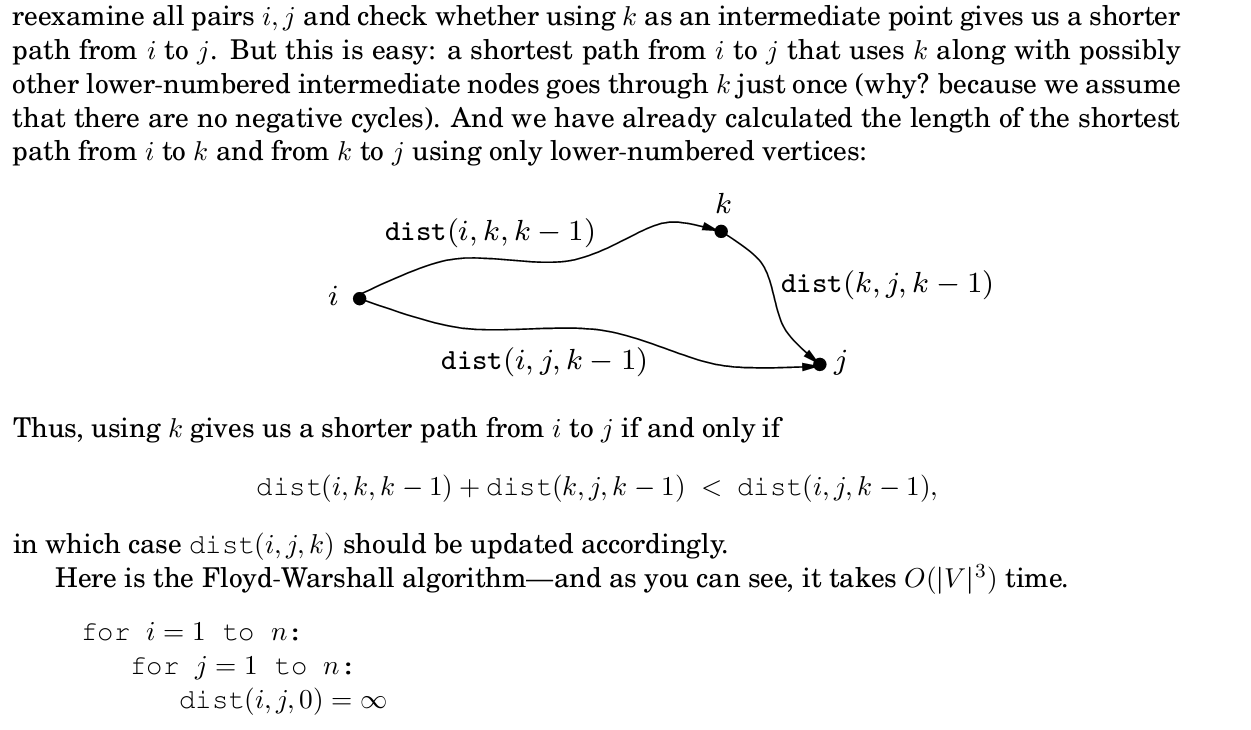 reexamine all pairs i, j and check whether using k as an intermediate point gives us a shorter
path from i to j. But this is easy: a shortest path from i to j that uses k along with possibly
other lower-numbered intermediate nodes goes through k just once (why? because we assume
that there are no negative cycles). And we have already calculated the length of the shortest
path from i to k and from k to j using only lower-numbered vertices:
k
dist(i, k, k − 1)
dist(k, j, k − 1)
i
dist(i, j, k − 1)
j
Thus, using k gives us a shorter path from i to j if and only if
dist(i, k, k − 1) + dist(k, j, k − 1) < dist(i, j, k − 1),
in which case dist(i, j, k) should be updated accordingly.
Here is the Floyd-Warshall algorithm—and as you can see, it takes O(|V|³) time.
for i = 1 to n:
for j = 1 to n:
dist(i, j, 0) = ∞